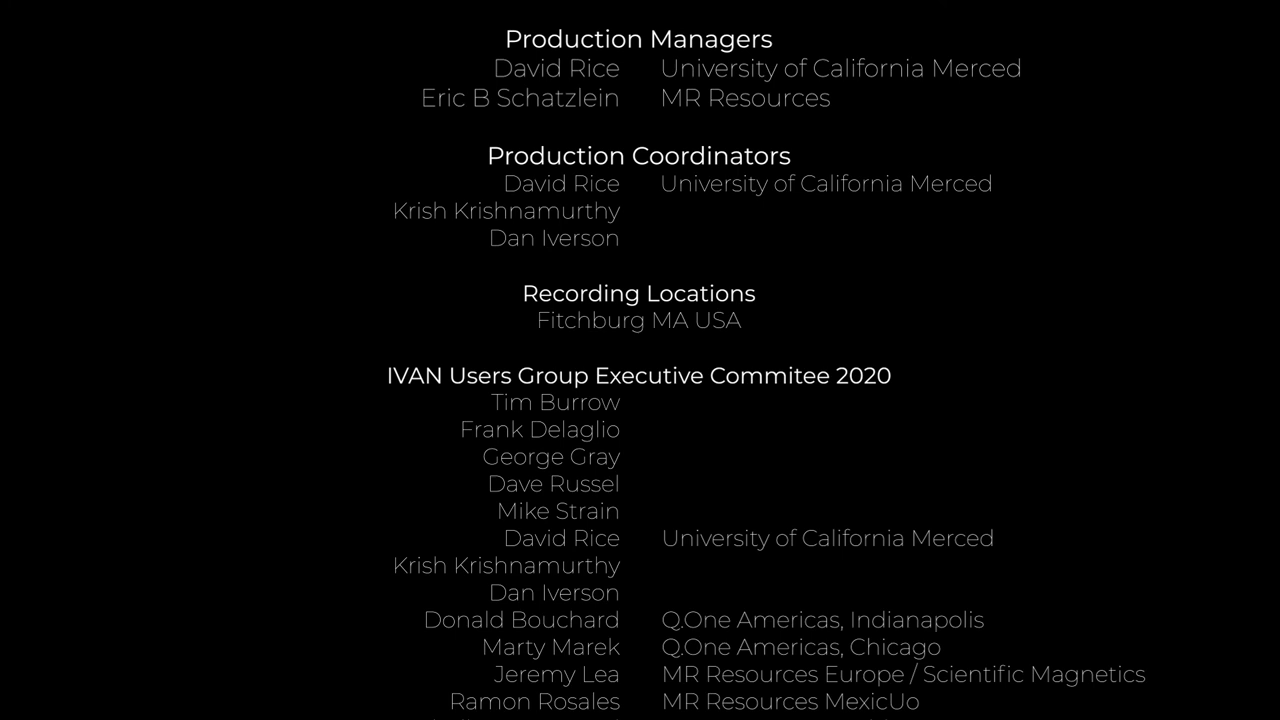 Production Managers
David Rice University of California Merced
Eric B Schatzlein MR Resources
Production Coordinators
David Rice University of California Merced
Krish Krishnamurthy
Dan Iverson
Recording Locations
Fitchburg MA USA
IVAN Users Group Executive Commitee 2020
Tim Burrow
Frank Delaglio
George Gray
Dave Russel
Mike Strain
David Rice University of California Merced
Krish Krishnamurthy
Dan Iverson
Donald Bouchard Q.One Americas, Indianapolis
Marty Marek Q.One Americas, Chicago
Jeremy Lea MR Resources Europe / Scientific Magnetics
Ramon Rosales MR Resources MexicUo